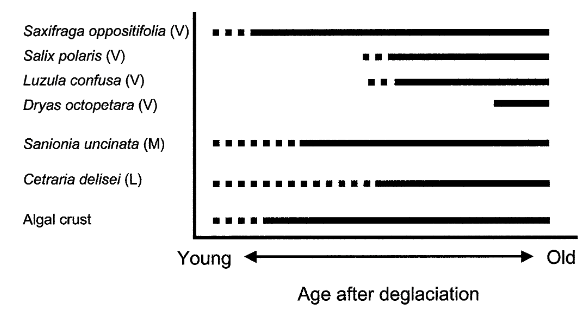 Saxifraga oppositifolia (V)
Salix polaris (V)
Luzula confusa (V)
Dryas octopetara (V)
Sanionia uncinata (M)
Cetraria delisei (L)
Algal crust
Young Old
Age after deglaciation